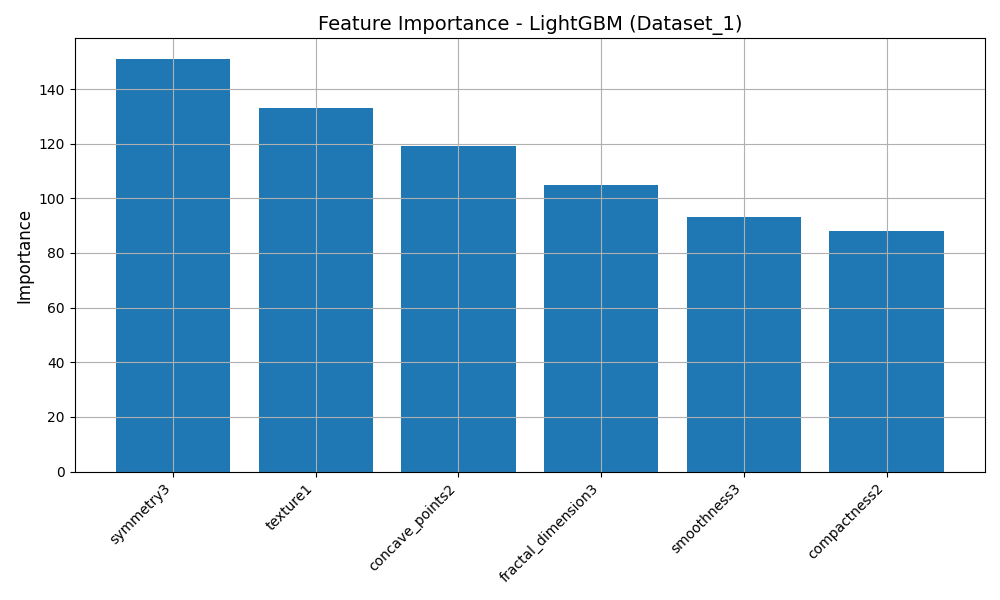 Feature Importance - LightGBM (Dataset_1)
Importance
140
120
100
80
60
40
20
0
symmetry3
texture1
concave_points2
fractal_dimension3
smoothness3
compactness2